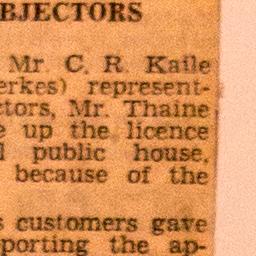 BJECTORS
Mr. C. R. Kaile
erkes) represent-
ctors, Mr. Thaine
e up the licence
l public house,
because of the
s customers gave
porting the ap-